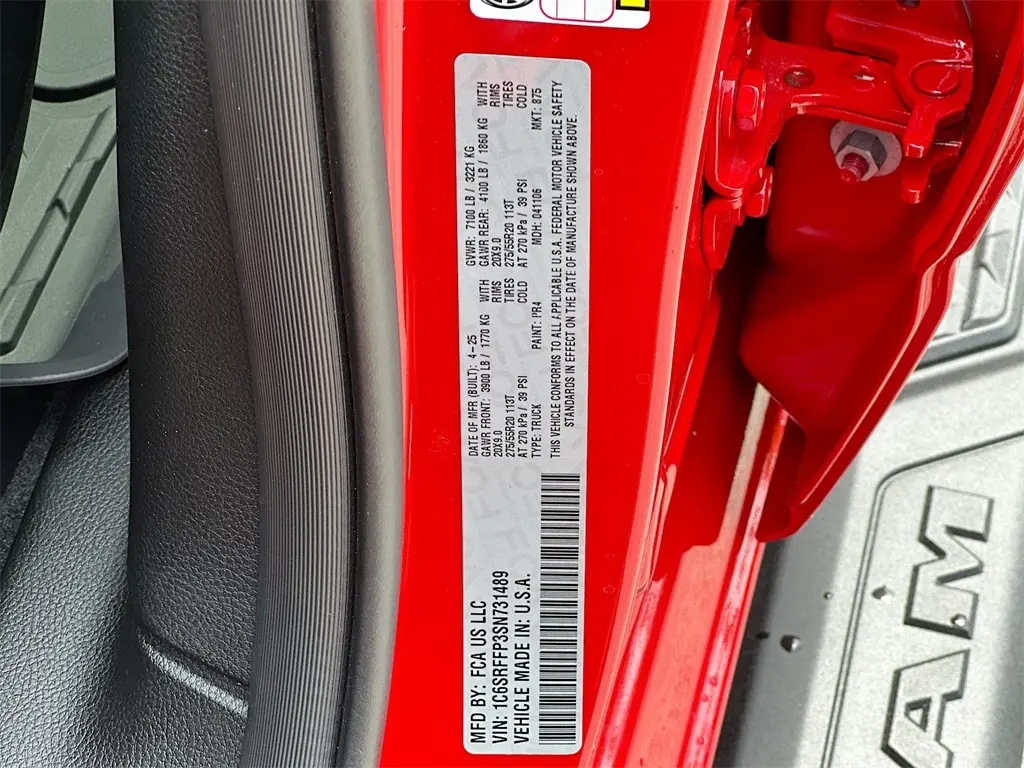 MFD BY: FCA US LLC
VIN: 1C6SRFFP3SN731489
VEHICLE MADE IN: U.S.A.
DATE OF MFR (BUILT): 4-25 GVWR: 7100 LB / 3221 KG
GAWR FRONT: 3900 LB / 1770 KG WITH GAWR REAR: 4100 LB / 1860 KG WITH
20X9.0 RIMS 20X9.0 RIMS
275/55R20 113T TIRES 275/55R20 113T TIRES
AT 270 kPa / 39 PSI COLD AT 270 kPa / 39 PSI COLD
TYPE: TRUCK PAINT: PR4 MDH: 041106 MKT: 875
THIS VEHICLE CONFORMS TO ALL APPLICABLE U.S.A. FEDERAL MOTOR VEHICLE SAFETY
STANDARDS IN EFFECT ON THE DATE OF MANUFACTURE SHOWN ABOVE.
AM